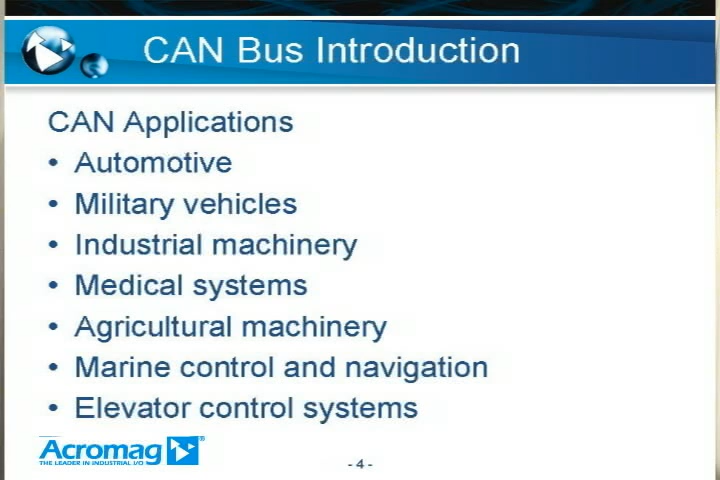 CAN Bus Introduction
CAN Applications
• Automotive
• Military vehicles
• Industrial machinery
• Medical systems
• Agricultural machinery
• Marine control and navigation
• Elevator control systems
Acromag®
THE LEADER IN INDUSTRIAL I/O
- 4 -